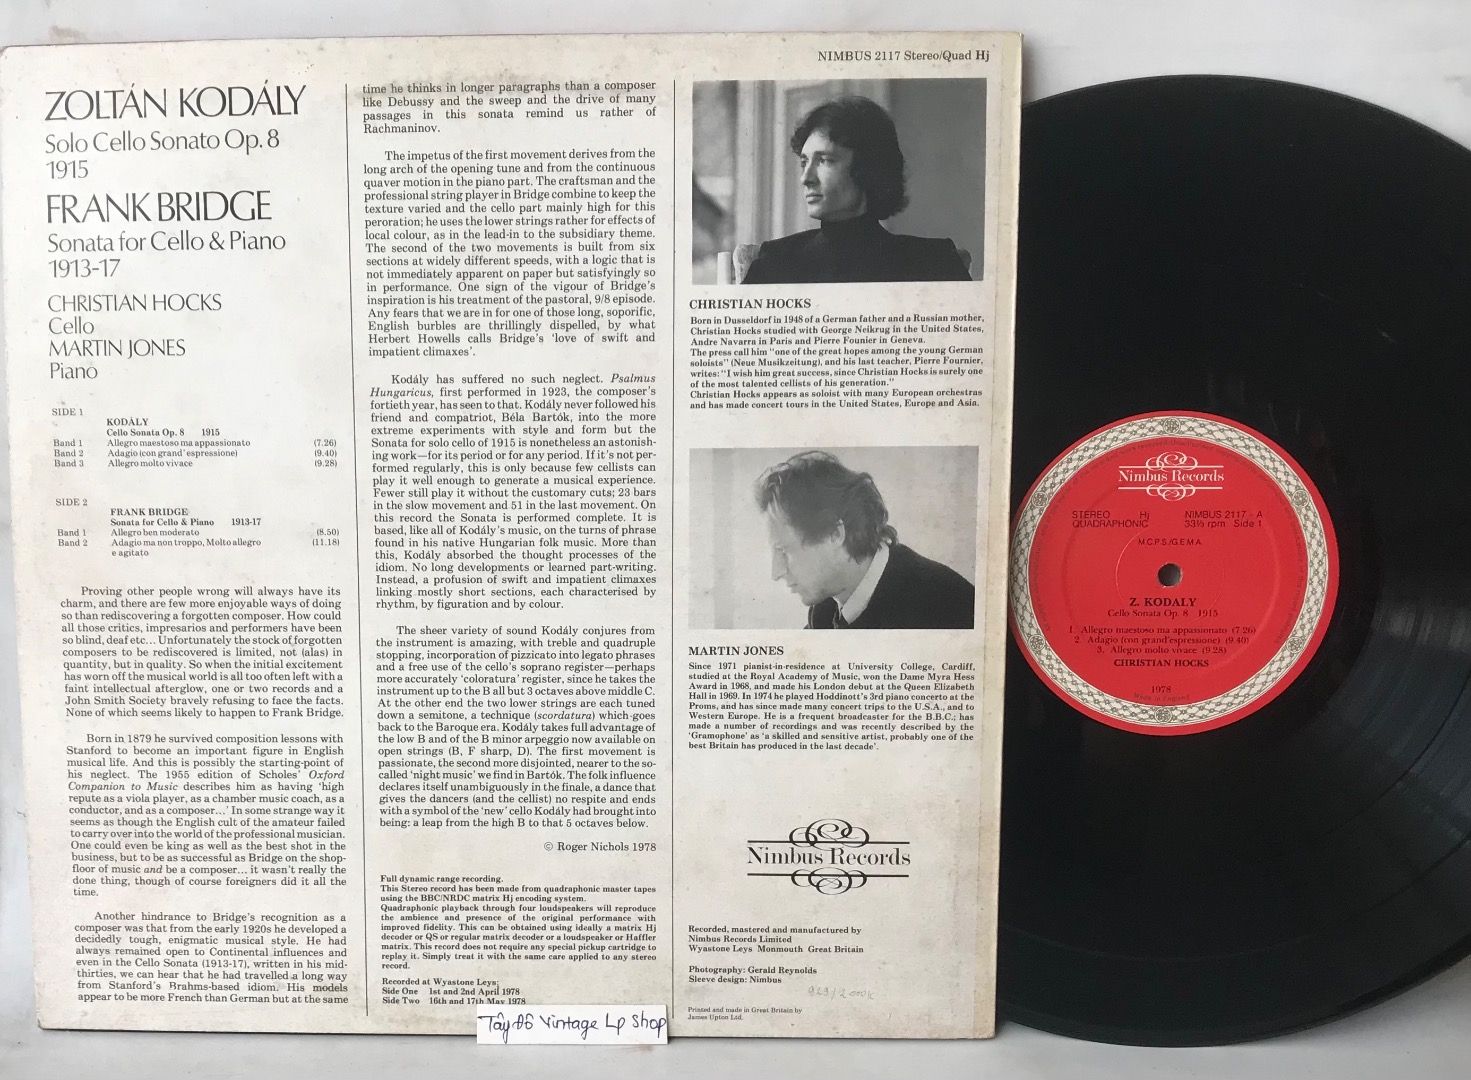 NIMBUS 2117 Stereo/Quad Hj
ZOLTÁN KODÁLY
Solo Cello Sonato Op. 8
1915
FRANK BRIDGE
Sonata for Cello & Piano
1913-17
CHRISTIAN HOCKS
Cello
MARTIN JONES
Piano
SIDE 1
KODÁLY
Cello Sonata Op. 8 1915
Band 1 Allegro maestoso ma appassionato (7.26)
Band 2 Adagio (con grand' espressione) (9.40)
Band 3 Allegro molto vivace (9.28)
SIDE 2
FRANK BRIDGE
Sonata for Cello & Piano 1913-17
Band 1 Allegro ben moderato (8.50)
Band 2 Adagio ma non troppo, Molto allegro (11.18)
e agitato
Proving other people wrong will always have its
charm, and there are few more enjoyable ways of doing
so than rediscovering a forgotten composer. How could
all those critics, impresarios and performers have been
so blind, deaf etc... Unfortunately the stock of forgotten
composers to be rediscovered is limited, not (alas) in
quantity, but in quality. So when the initial excitement
has worn off the musical world is all too often left with a
faint intellectual afterglow, one or two records and a
John Smith Society bravely refusing to face the facts.
None of which seems likely to happen to Frank Bridge.
Born in 1879 he survived composition lessons with
Stanford to become an important figure in English
musical life. And this is possibly the starting-point of
his neglect. The 1955 edition of Scholes' Oxford
Companion to Music describes him as having 'high
repute as a viola player, as a chamber music coach, as a
conductor, and as a composer...' In some strange way it
seems as though the English cult of the amateur failed
to carry over into the world of the professional musician.
One could even be king as well as the best shot in the
business, but to be as successful as Bridge on the shop-
floor of music and be a composer... it wasn't really the
done thing, though of course foreigners did it all the
time.
Another hindrance to Bridge's recognition as a
composer was that from the early 1920s he developed a
decidedly tough, enigmatic musical style. He had
always remained open to Continental influences and
even in the Cello Sonata (1913-17), written in his mid-
thirties, we can hear that he had travelled a long way
from Stanford's Brahms-based idiom. His models
appear to be more French than German but at the same
time he thinks in longer paragraphs than a composer
like Debussy and the sweep and the drive of many
passages in this sonata remind us rather of
Rachmaninov.
The impetus of the first movement derives from the
long arch of the opening tune and from the continuous
quaver motion in the piano part. The craftsman and the
professional string player in Bridge combine to keep the
texture varied and the cello part mainly high for this
peroration; he uses the lower strings rather for effects of
local colour, as in the lead-in to the subsidiary theme.
The second of the two movements is built from six
sections at widely different speeds, with a logic that is
not immediately apparent on paper but satisfyingly so
in performance. One sign of the vigour of Bridge's
inspiration is his treatment of the pastoral, 9/8 episode.
Any fears that we are in for one of those long, soporific,
English burbles are thrillingly dispelled, by what
Herbert Howells calls Bridge's 'love of swift and
impatient climaxes'.
Kodály has suffered no such neglect. Psalmus
Hungaricus, first performed in 1923, the composer's
fortieth year, has seen to that. Kodály never followed his
friend and compatriot, Béla Bartók, into the more
extreme experiments with style and form but the
Sonata for solo cello of 1915 is nonetheless an astonish-
ing work—for its period or for any period. If it's not per-
formed regularly, this is only because few cellists can
play it well enough to generate a musical experience.
Fewer still play it without the customary cuts; 23 bars
in the slow movement and 51 in the last movement. On
this record the Sonata is performed complete. It is
based, like all of Kodály's music, on the turns of phrase
found in his native Hungarian folk music. More than
this, Kodály absorbed the thought processes of the
idiom. No long developments or learned part-writing.
Instead, a profusion of swift and impatient climaxes
linking mostly short sections, each characterised by
rhythm, by figuration and by colour.
The sheer variety of sound Kodály conjures from
the instrument is amazing, with treble and quadruple
stopping, incorporation of pizzicato into legato phrases
and a free use of the cello's soprano register—perhaps
more accurately 'coloratura' register, since he takes the
instrument up to the B all but 3 octaves above middle C.
At the other end the two lower strings are each tuned
down a semitone, a technique (scordatura) which goes
back to the Baroque era. Kodály takes full advantage of
the low B and of the B minor arpeggio now available on
open strings (B, F sharp, D). The first movement is
passionate, the second more disjointed, nearer to the so-
called 'night music' we find in Bartók. The folk influence
declares itself unambiguously in the finale, a dance that
gives the dancers (and the cellist) no respite and ends
with a symbol of the 'new' cello Kodály had brought into
being: a leap from the high B to that 5 octaves below.
© Roger Nichols 1978
Full dynamic range recording.
This Stereo record has been made from quadraphonic master tapes
using the BBC/NRDC matrix Hj encoding system.
Quadraphonic playback through four loudspeakers will reproduce
the ambience and presence of the original performance with
improved fidelity. This can be obtained using ideally a matrix Hj
decoder or QS or regular matrix decoder or a loudspeaker or Haffler
matrix. This record does not require any special pickup cartridge to
replay it. Simply treat it with the same care applied to any stereo
record.
Recorded at Wyastone Leys;
Side One 1st and 2nd April 1978
Side Two 16th and 17th May 1978
CHRISTIAN HOCKS
Born in Dusseldorf in 1948 of a German father and a Russian mother,
Christian Hocks studied with George Neikrug in the United States,
Andre Navarra in Paris and Pierre Founier in Geneva.
The press call him "one of the great hopes among the young German
soloists" (Neue Musikzeitung), and his last teacher, Pierre Fournier,
writes: "I wish him great success, since Christian Hocks is surely one
of the most talented cellists of his generation."
Christian Hocks appears as soloist with many European orchestras
and has made concert tours in the United States, Europe and Asia.
MARTIN JONES
Since 1971 pianist-in-residence at University College, Cardiff,
studied at the Royal Academy of Music, won the Dame Myra Hess
Award in 1968, and made his London debut at the Queen Elizabeth
Hall in 1969. In 1974 he played Hoddinott's 3rd piano concerto at the
Proms, and has since made many concert tours to the U.S.A., and to
Western Europe. He is a frequent broadcaster for the B.B.C.; has
made a number of recordings and was recently described by the
'Gramophone' as 'a skilled and sensitive artist, probably one of the
best Britain has produced in the last decade'.
Nimbus Records
Recorded, mastered and manufactured by
Nimbus Records Limited
Wyastone Leys Monmouth Great Britain
Photography: Gerald Reynolds
Sleeve design: Nimbus
Printed and made in Great Britain by
James Upton Ltd.
Tây Đô Vintage Lp Shop
Nimbus Records
STEREO Hj NIMBUS 2117 - A
QUADRAPHONIC 33⅓ rpm Side 1
M.C.P.S./G.E.M.A.
Z. KODALY
Cello Sonata Op. 8 1915
1. Allegro maestoso ma appassionato (7.26)
2. Adagio (con grand'espressione) (9.40)
3. Allegro molto vivace (9.28)
CHRISTIAN HOCKS
1978
Made in England